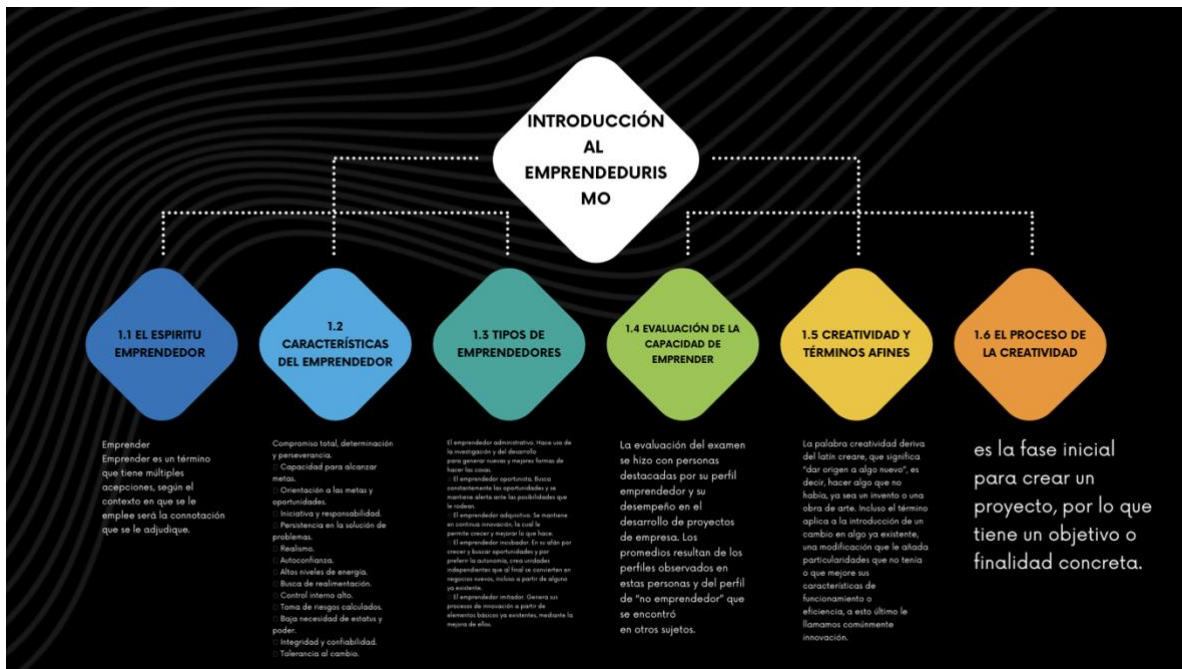 INTRODUCCIÓN
AL
EMPRENDEDURIS
MO
1.1 EL ESPIRITU
EMPRENDEDOR
Emprender
Emprender es un término
que tiene múltiples
acepciones, según el
contexto en que se le
emplee será la connotación
que se le adjudique.
1.2
CARACTERÍSTICAS
DEL EMPRENDEDOR
Compromiso total, determinación
y perseverancia.
▯ Capacidad para alcanzar
metas.
▯ Orientación a las metas y
oportunidades.
▯ Iniciativa y responsabilidad.
▯ Persistencia en la solución de
problemas.
▯ Realismo.
▯ Autoconfianza.
▯ Altos niveles de energía.
▯ Busca de realimentación.
▯ Control interno alto.
▯ Toma de riesgos calculados.
▯ Baja necesidad de estatus y
poder.
▯ Integridad y confiabilidad.
▯ Tolerancia al cambio.
1.3 TIPOS DE
EMPRENDEDORES
El emprendedor administrativo. Hace uso de
la investigación y del desarrollo
para generar nuevas y mejores formas de
hacer las cosas.
▯ El emprendedor oportunista. Busca
constantemente las oportunidades y se
mantiene alerta ante las posibilidades que
le rodean.
▯ El emprendedor adquisitivo. Se mantiene
en continua innovación, la cual le
permite crecer y mejorar lo que hace.
▯ El emprendedor incubador. En su afán por
crecer y buscar oportunidades y por
preferir la autonomía, crea unidades
independientes que al final se convierten en
negocios nuevos, incluso a partir de alguno
ya existente.
▯ El emprendedor imitador. Genera sus
procesos de innovación a partir de
elementos básicos ya existentes, mediante la
mejora de ellos.
1.4 EVALUACIÓN DE LA
CAPACIDAD DE
EMPRENDER
La evaluación del examen
se hizo con personas
destacadas por su perfil
emprendedor y su
desempeño en el
desarrollo de proyectos
de empresa. Los
promedios resultan de los
perfiles observados en
estas personas y del perfil
de “no emprendedor” que
se encontró
en otros sujetos.
1.5 CREATIVIDAD Y
TÉRMINOS AFINES
La palabra creatividad deriva
del latín creare, que significa
“dar origen a algo nuevo”, es
decir, hacer algo que no
había, ya sea un invento o una
obra de arte. Incluso el término
aplica a la introducción de un
cambio en algo ya existente,
una modificación que le añada
particularidades que no tenía
o que mejore sus
características de
funcionamiento o
eficiencia, a esto último le
llamamos comúnmente
innovación.
1.6 EL PROCESO DE
LA CREATIVIDAD
es la fase inicial
para crear un
proyecto, por lo que
tiene un objetivo o
finalidad concreta.